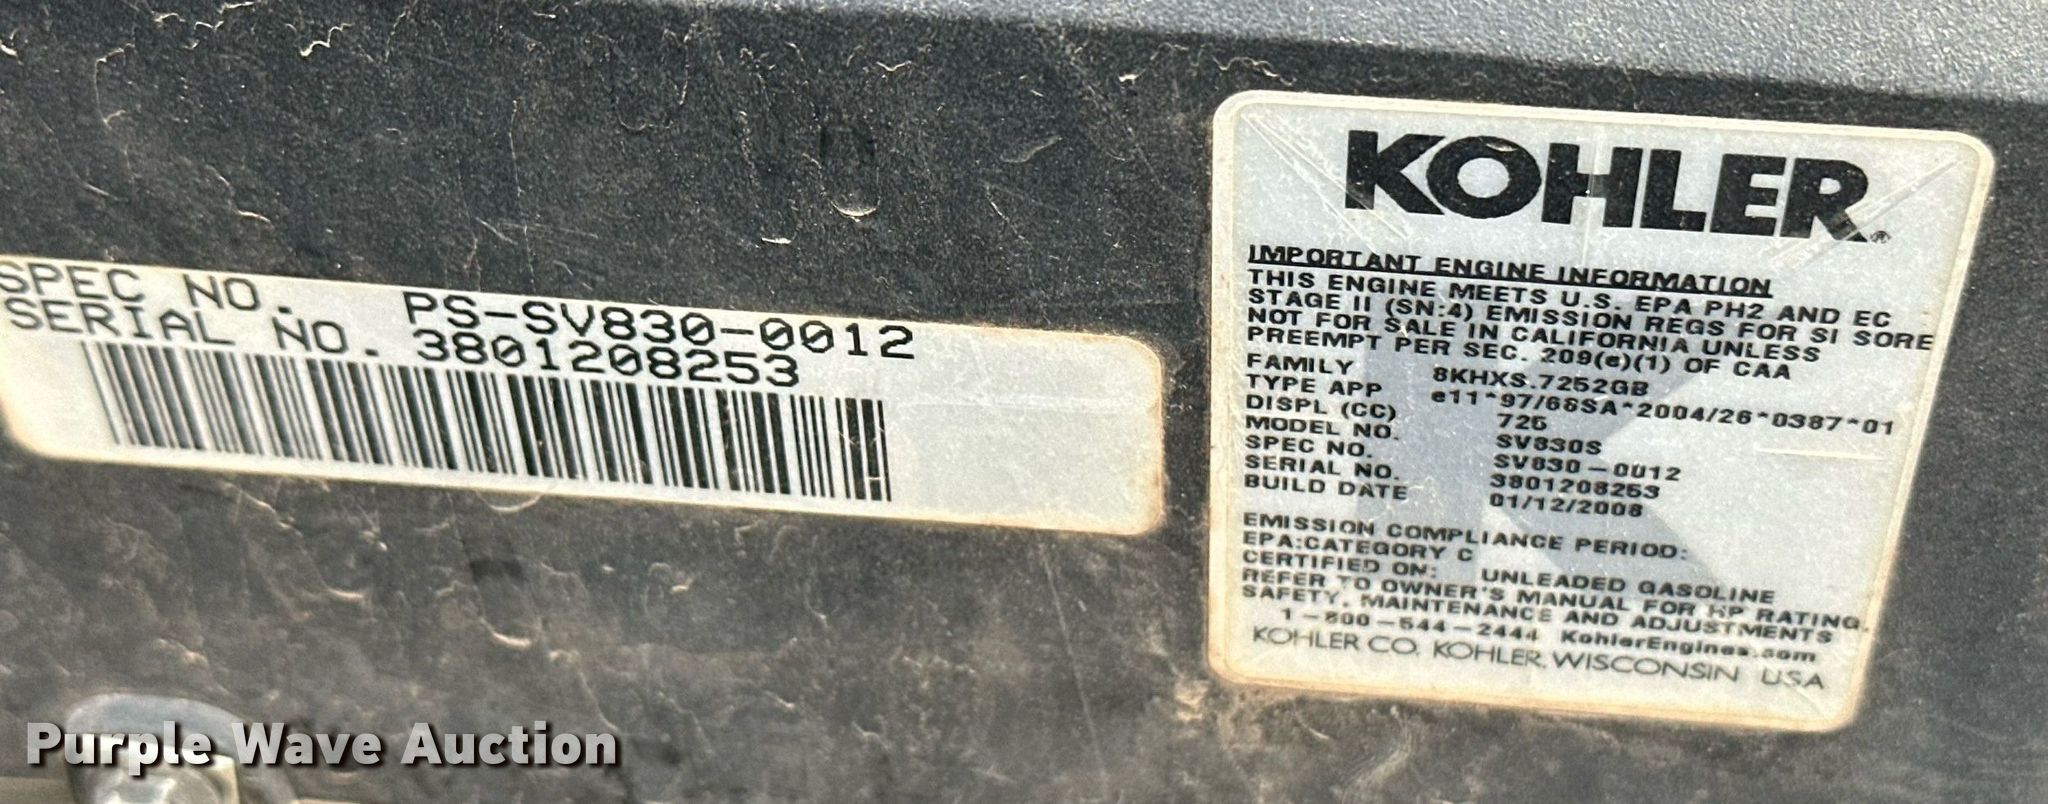 SPEC NO. PS-SV830-0012
SERIAL NO. 3801208253
KOHLER®
IMPORTANT ENGINE INFORMATION
THIS ENGINE MEETS U.S. EPA PH2 AND EC
STAGE II (SN:4) EMISSION REGS FOR SI SORE
NOT FOR SALE IN CALIFORNIA UNLESS
PREEMPT PER SEC. 209(e)(1) OF CAA
FAMILY 8KHXS.7252GB
TYPE APP e11*97/68SA*2004/26*0387*01
DISPL (CC) 725
MODEL NO. SV830S
SPEC NO. SV830-0012
SERIAL NO. 3801208253
BUILD DATE 01/12/2008
EMISSION COMPLIANCE PERIOD:
EPA:CATEGORY C
CERTIFIED ON: UNLEADED GASOLINE
REFER TO OWNER'S MANUAL FOR HP RATING,
SAFETY, MAINTENANCE AND ADJUSTMENTS
1-800-544-2444 KohlerEngines.com
KOHLER CO. KOHLER, WISCONSIN USA
Purple Wave Auction